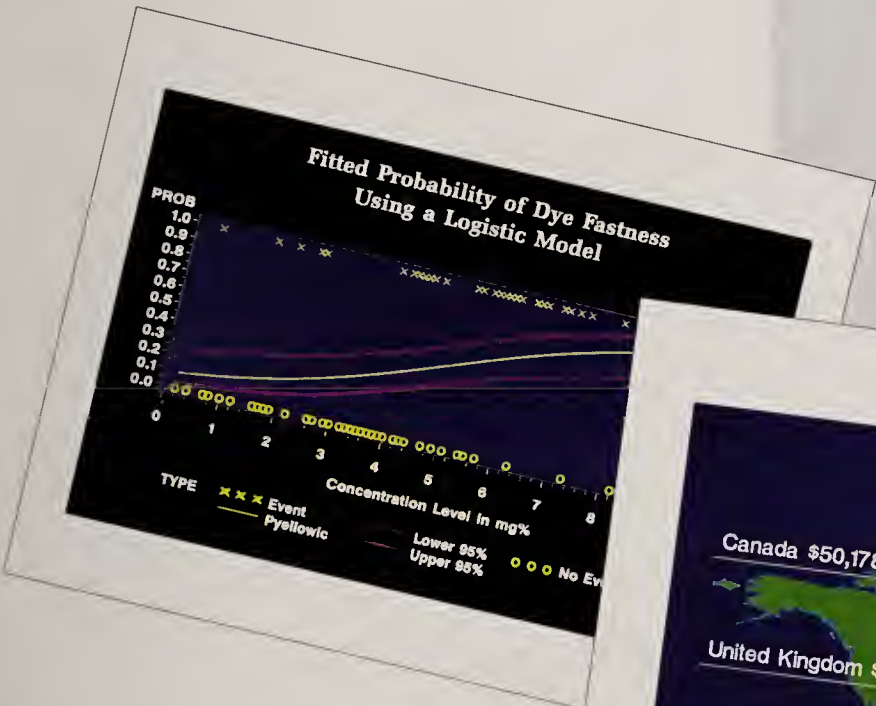 Fitted Probability of Dye Fastness
Using a Logistic Model
PROB
1.0
0.9
0.8
0.7
0.6
0.5
0.4
0.3
0.2
0.1
0.0
0 1 2 3 4 5 6 7 8
Concentration Level in mg%
TYPE
Event
Pyellowic
Lower 95%
Upper 95%
No Ev
Canada $50,178
United Kingdom $